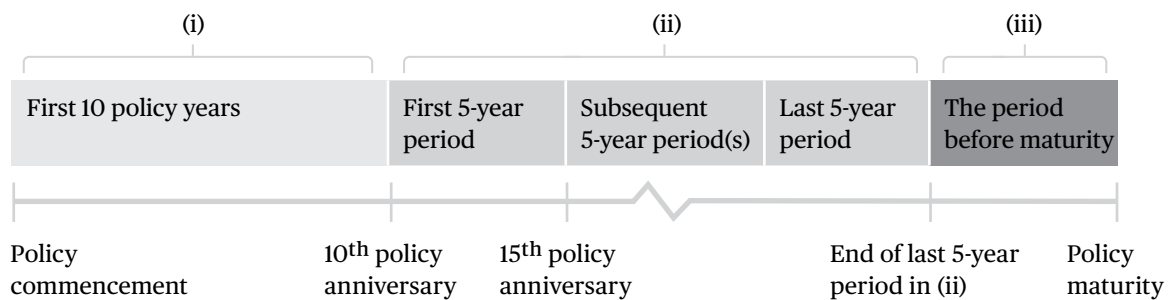 (i)
(ii)
(iii)
First 10 policy years
First 5-year
period
Subsequent
5-year period(s)
Last 5-year
period
The period
before maturity
Policy
commencement
10th policy
anniversary
15th policy
anniversary
End of last 5-year
period in (ii)
Policy
maturity